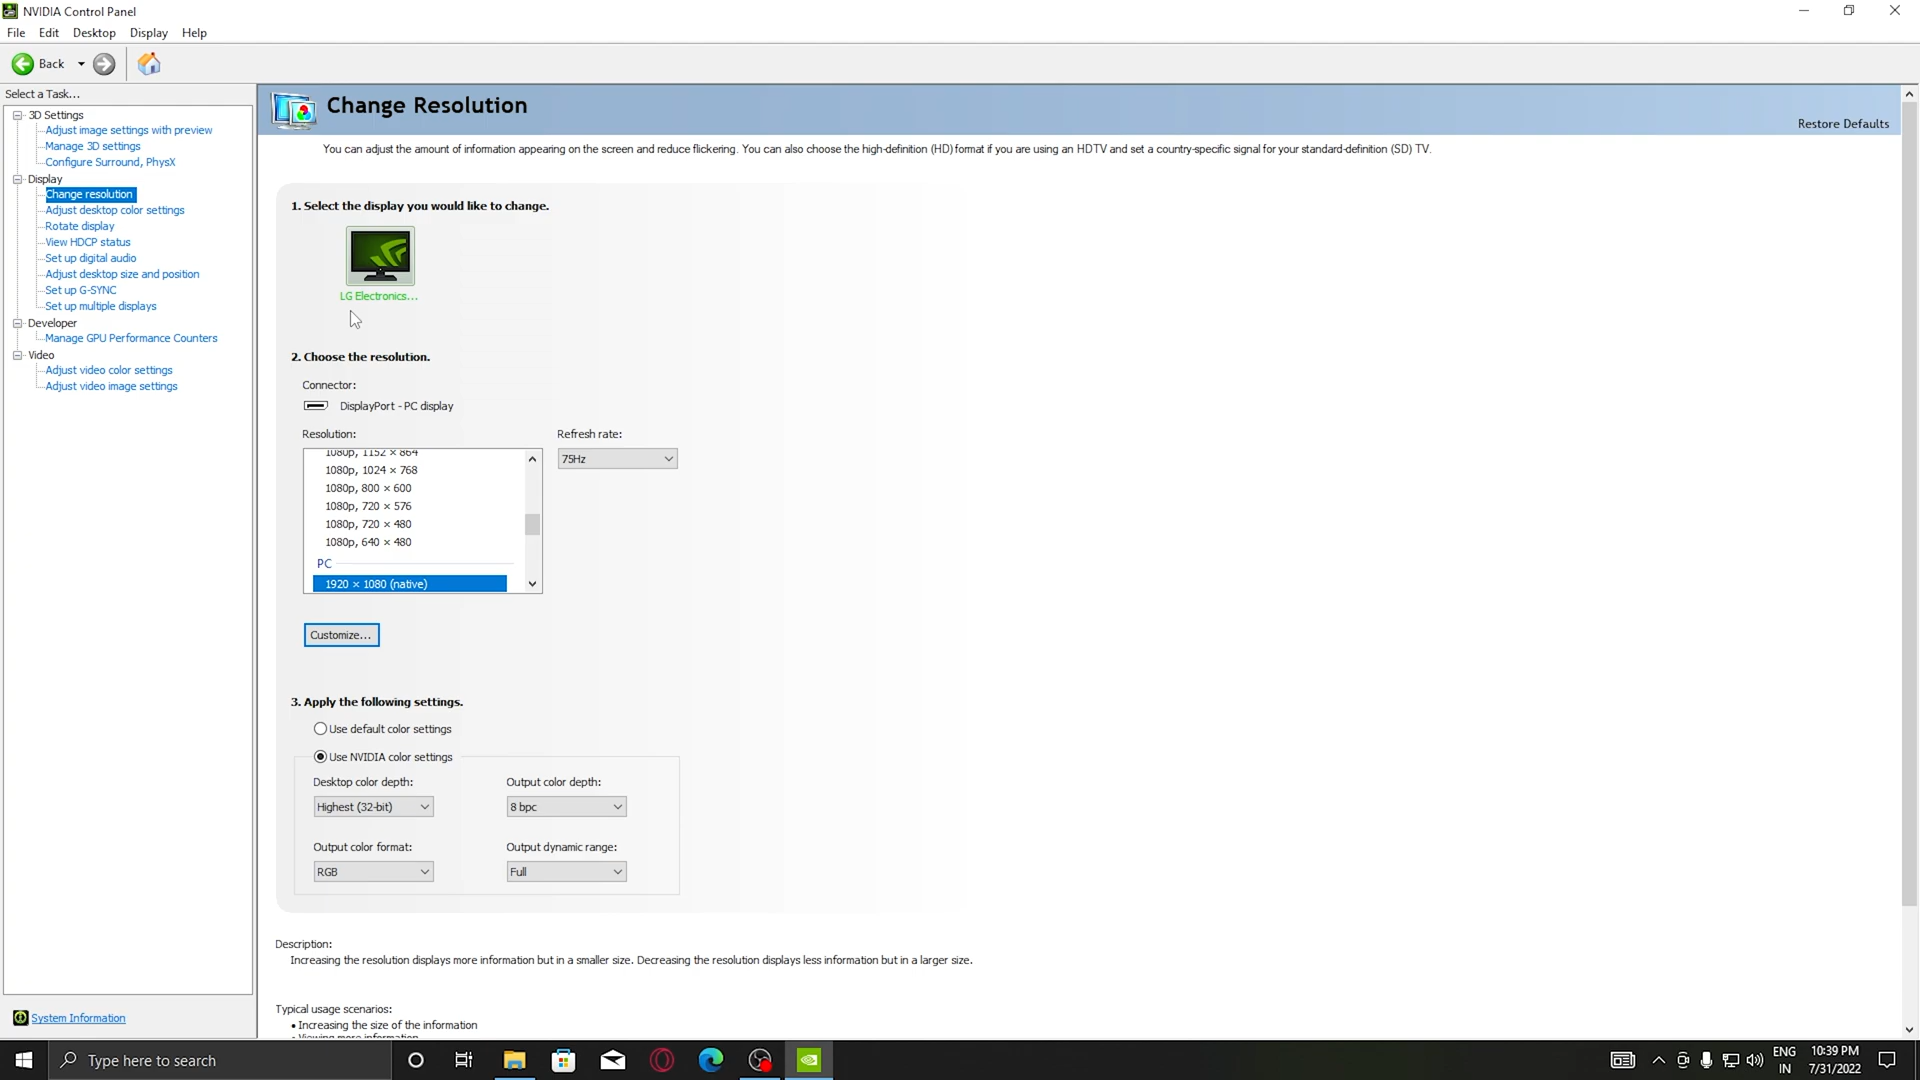 NVIDIA Control Panel
File Edit Desktop Display Help
Back
Select a Task...
3D Settings
Adjust image settings with preview
Manage 3D settings
Configure Surround, PhysX
Display
Change resolution
Adjust desktop color settings
Rotate display
View HDCP status
Set up digital audio
Adjust desktop size and position
Set up G-SYNC
Set up multiple displays
Developer
Manage GPU Performance Counters
Video
Adjust video color settings
Adjust video image settings
System Information
Change Resolution
Restore Defaults
You can adjust the amount of information appearing on the screen and reduce flickering. You can also choose the high-definition (HD) format if you are using an HDTV and set a country-specific signal for your standard-definition (SD) TV.
1. Select the display you would like to change.
LG Electronics...
2. Choose the resolution.
Connector:
DisplayPort - PC display
Resolution:
Refresh rate:
1080p, 1152 × 864
75Hz
1080p, 1024 × 768
1080p, 800 × 600
1080p, 720 × 576
1080p, 720 × 480
1080p, 640 × 480
PC
1920 × 1080 (native)
Customize...
3. Apply the following settings.
Use default color settings
Use NVIDIA color settings
Desktop color depth:
Output color depth:
Highest (32-bit)
8 bpc
Output color format:
Output dynamic range:
RGB
Full
Description:
Increasing the resolution displays more information but in a smaller size. Decreasing the resolution displays less information but in a larger size.
Typical usage scenarios:
• Increasing the size of the information
• Viewing more information
Type here to search
ENG
IN
10:39 PM
7/31/2022